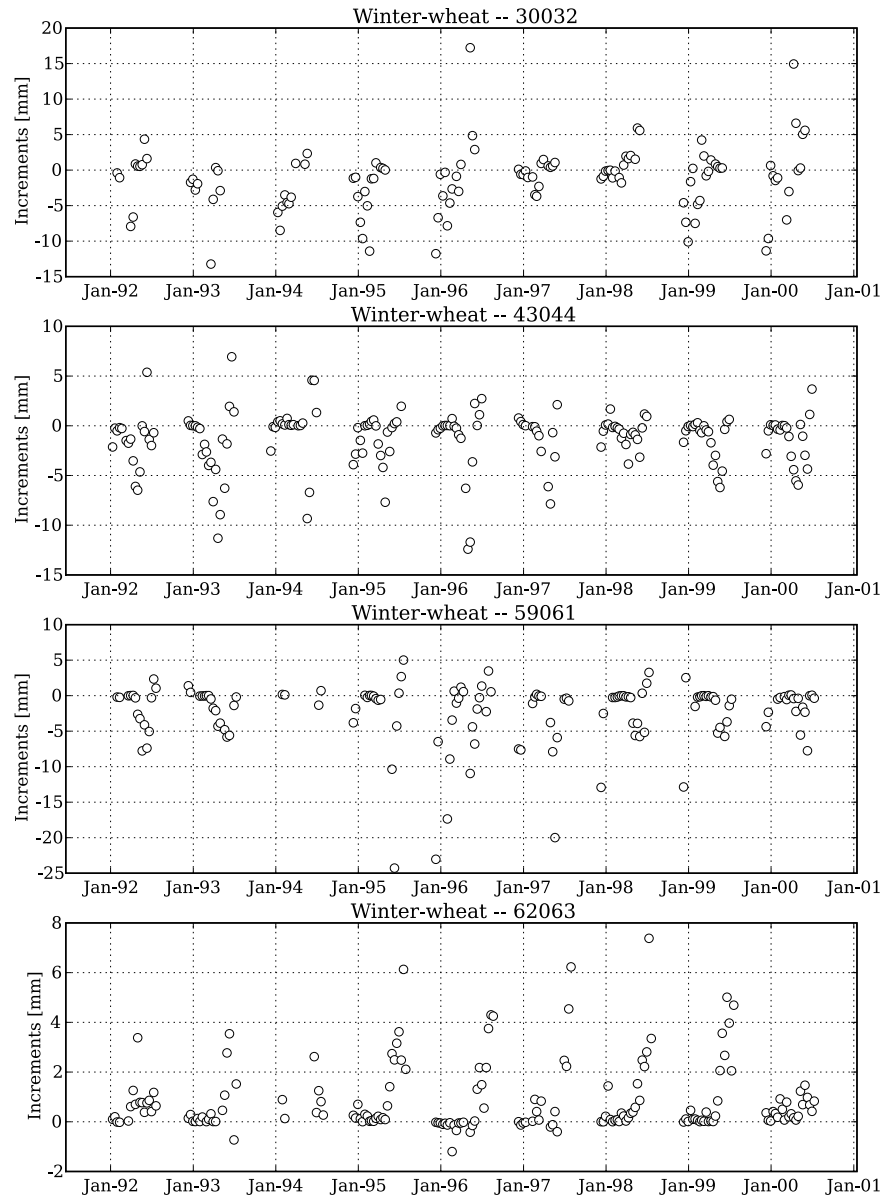 Winter-wheat -- 30032
20
15
10
5
0
-5
-10
-15
Increments [mm]
Jan-92 Jan-93 Jan-94 Jan-95 Jan-96 Jan-97 Jan-98 Jan-99 Jan-00 Jan-01
Winter-wheat -- 43044
10
5
0
-5
-10
-15
Increments [mm]
Jan-92 Jan-93 Jan-94 Jan-95 Jan-96 Jan-97 Jan-98 Jan-99 Jan-00 Jan-01
Winter-wheat -- 59061
10
5
0
-5
-10
-15
-20
-25
Increments [mm]
Jan-92 Jan-93 Jan-94 Jan-95 Jan-96 Jan-97 Jan-98 Jan-99 Jan-00 Jan-01
Winter-wheat -- 62063
8
6
4
2
0
-2
Increments [mm]
Jan-92 Jan-93 Jan-94 Jan-95 Jan-96 Jan-97 Jan-98 Jan-99 Jan-00 Jan-01